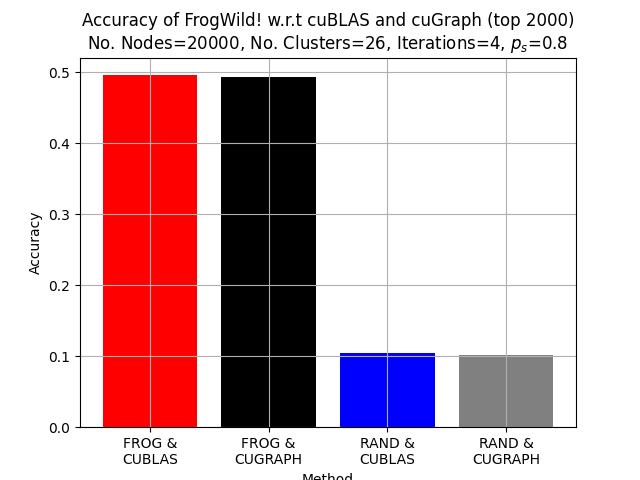 Accuracy of FrogWild! w.r.t cuBLAS and cuGraph (top 2000)
No. Nodes=20000, No. Clusters=26, Iterations=4, $p_s$=0.8
0.5
0.4
0.3
0.2
0.1
0.0
Accuracy
FROG &
CUBLAS
FROG &
CUGRAPH
RAND &
CUBLAS
RAND &
CUGRAPH
Method